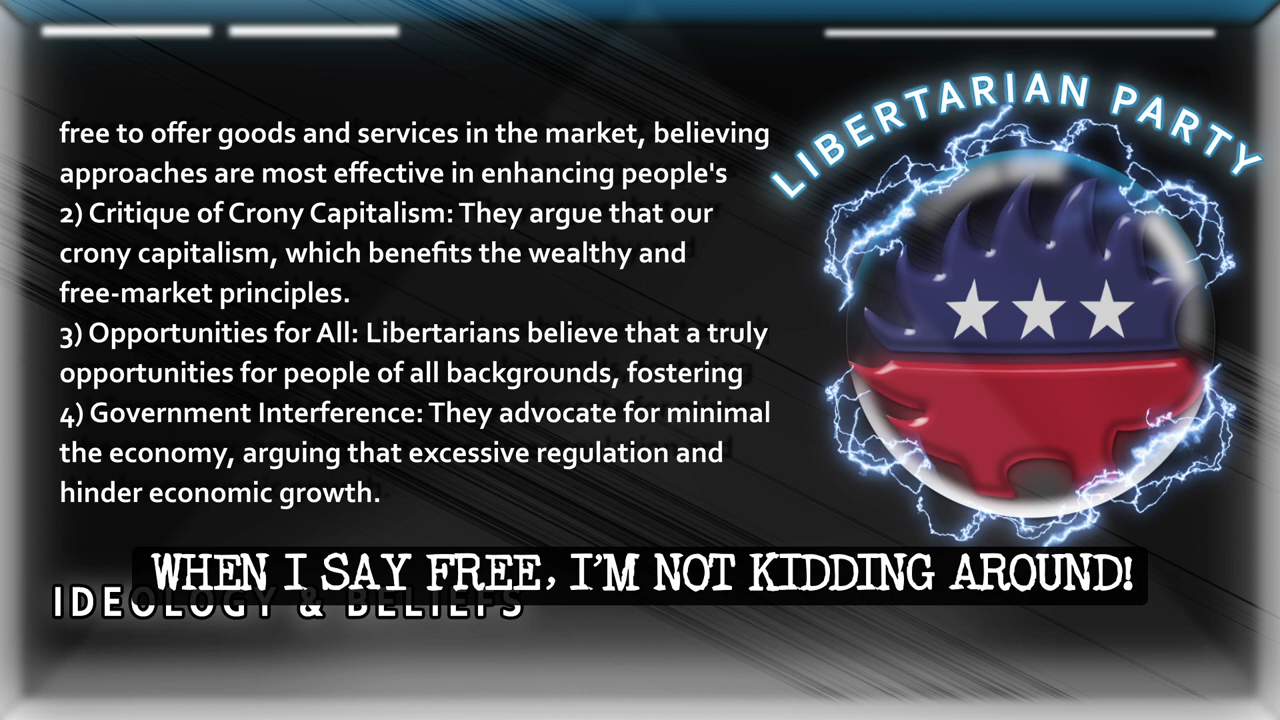 LIBERTARIAN PARTY
free to offer goods and services in the market, believing
approaches are most effective in enhancing people's
2) Critique of Crony Capitalism: They argue that our
crony capitalism, which benefits the wealthy and
free-market principles.
3) Opportunities for All: Libertarians believe that a truly
opportunities for people of all backgrounds, fostering
4) Government Interference: They advocate for minimal
the economy, arguing that excessive regulation and
hinder economic growth.
WHEN I SAY FREE, I'M NOT KIDDING AROUND!
IDEOLOGY & BELIEFS